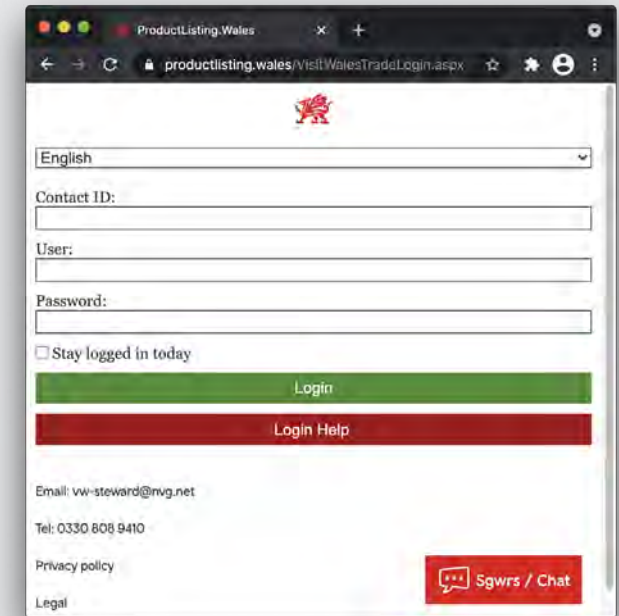 ProductListing.Wales
productlisting.wales/VisitWalesTradeLogin.aspx
English
Contact ID:
User:
Password:
Stay logged in today
Login
Login Help
Email: vw-steward@nvg.net
Tel: 0330 808 9410
Privacy policy
Sgwrs / Chat
Legal